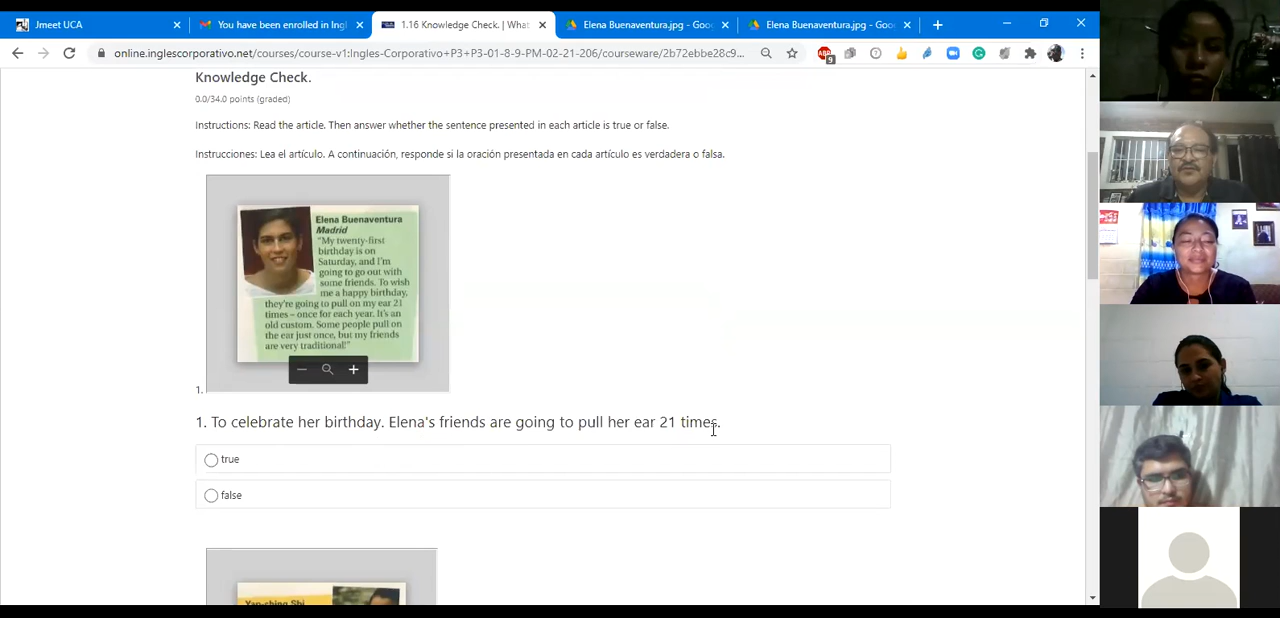 Jmeet UCA
You have been enrolled in Ingl
1.16 Knowledge Check. | What
Elena Buenaventura.jpg - Goo
Elena Buenaventura.jpg - Goo
online.inglescorporativo.net/courses/course-v1:Ingles-Corporativo+P3+P3-01-8-9-PM-02-21-206/courseware/2b72ebbe28c9...
9
Knowledge Check.
0.0/34.0 points (graded)
Instructions: Read the article. Then answer whether the sentence presented in each article is true or false.
Instrucciones: Lea el artículo. A continuación, responde si la oración presentada en cada artículo es verdadera o falsa.
Elena Buenaventura
Madrid
"My twenty-first
birthday is on
Saturday, and I'm
going to go out with
some friends. To wish
me a happy birthday,
they're going to pull on my ear 21
times – once for each year. It's an
old custom. Some people pull on
the ear just once, but my friends
are very traditional!"
1.
1. To celebrate her birthday. Elena's friends are going to pull her ear 21 times.
true
false
Yan-ching Shi